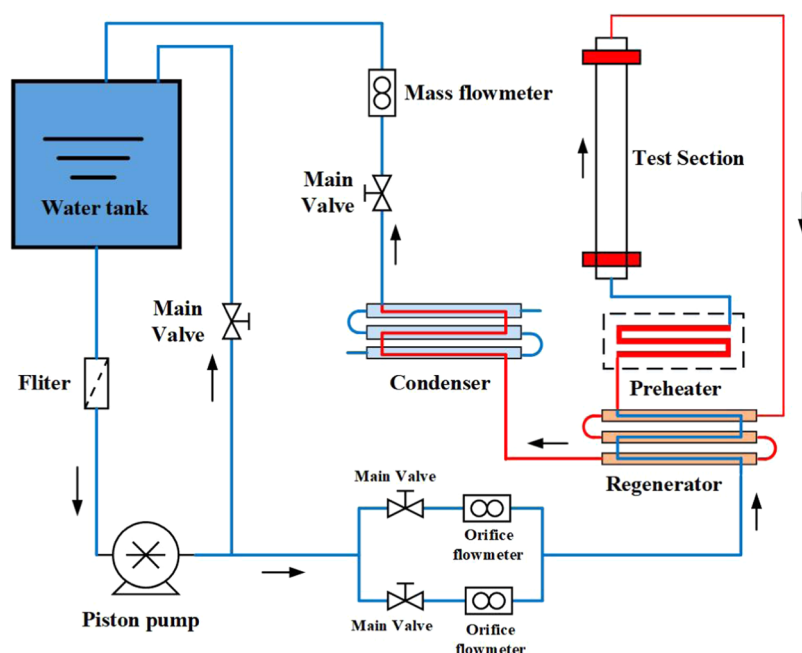 Mass flowmeter
Test Section
Main
Valve
Water tank
Main
Valve
Fliter
Condenser
Preheater
Regenerator
Main Valve
Orifice
flowmeter
Piston pump
Main Valve
Orifice
flowmeter